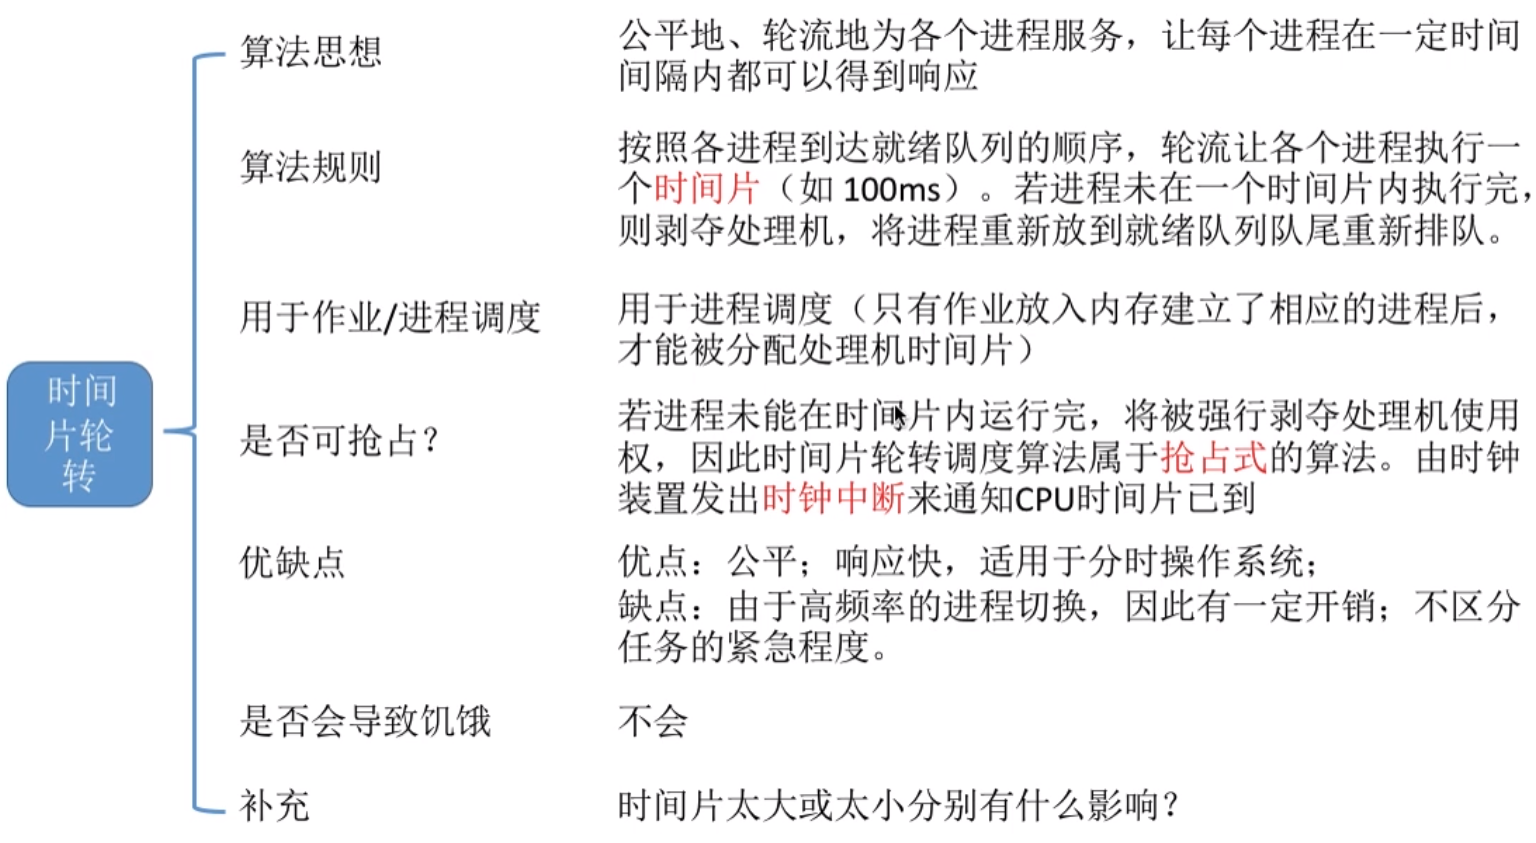 时间
片轮
转
算法思想
公平地、轮流地为各个进程服务，让每个进程在一定时间
间隔内都可以得到响应
算法规则
按照各进程到达就绪队列的顺序，轮流让各个进程执行一
个时间片（如 100ms）。若进程未在一个时间片内执行完，
则剥夺处理机，将进程重新放到就绪队列队尾重新排队。
用于作业/进程调度
用于进程调度（只有作业放入内存建立了相应的进程后，
才能被分配处理机时间片）
是否可抢占？
若进程未能在时间片内运行完，将被强行剥夺处理机使用
权，因此时间片轮转调度算法属于抢占式的算法。由时钟
装置发出时钟中断来通知CPU时间片已到
优缺点
优点：公平；响应快，适用于分时操作系统；
缺点：由于高频率的进程切换，因此有一定开销；不区分
任务的紧急程度。
是否会导致饥饿
不会
补充
时间片太大或太小分别有什么影响？